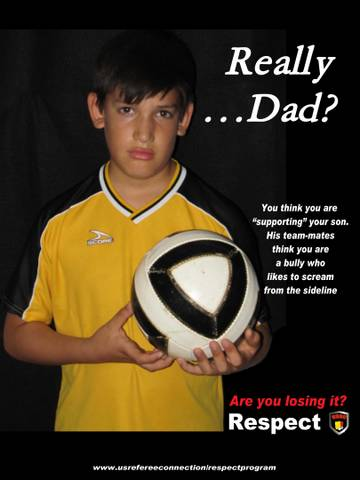 Really
...Dad?
SCORE
You think you are
“supporting” your son.
His team-mates
think you are
a bully who
likes to scream
from the sideline
Are you losing it?
Respect
www.usrefereeconnection/respectprogram